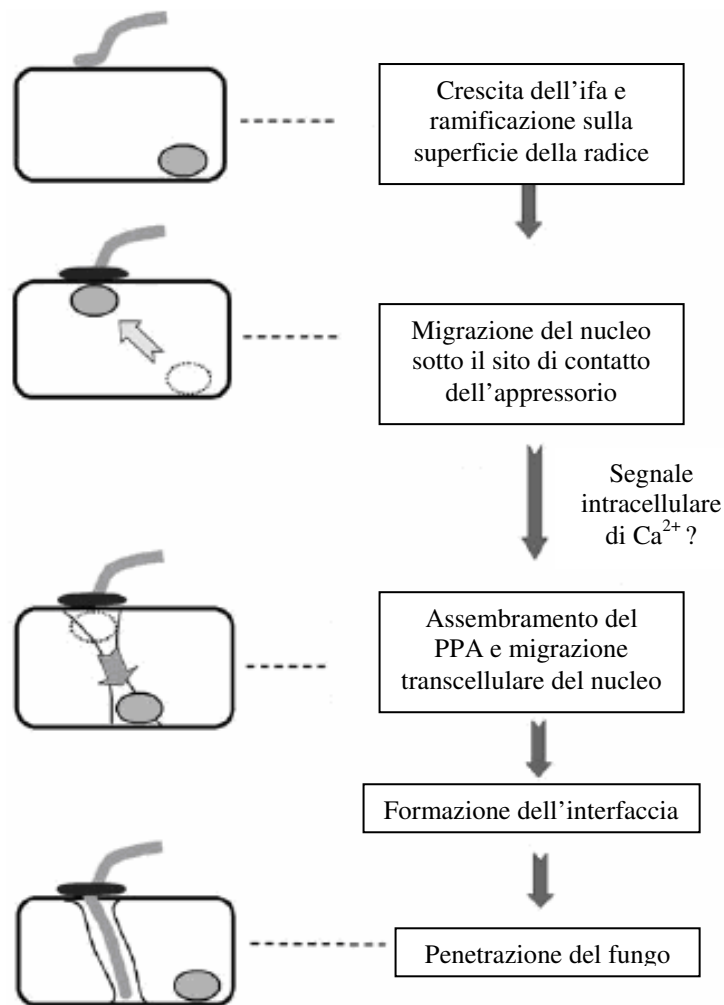 Crescita dell'ifa e
ramificazione sulla
superficie della radice
Migrazione del nucleo
sotto il sito di contatto
dell'appressorio
Segnale
intracellulare
di Ca²⁺ ?
Assembramento del
PPA e migrazione
transcellulare del nucleo
Formazione dell'interfaccia
Penetrazione del fungo